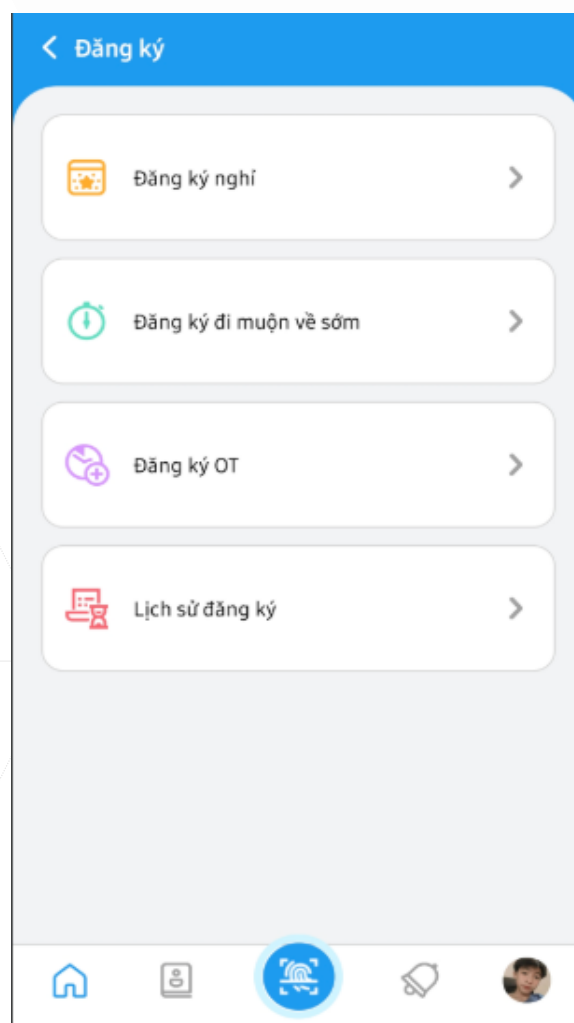 Đăng ký
Đăng ký nghỉ
Đăng ký đi muộn về sớm
Đăng ký OT
Lịch sử đăng ký